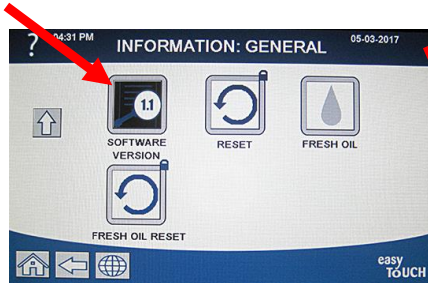 ?
04:31 PM
INFORMATION: GENERAL
05-03-2017
1.1
SOFTWARE
VERSION
RESET
FRESH OIL
FRESH OIL RESET
easy
TOUCH